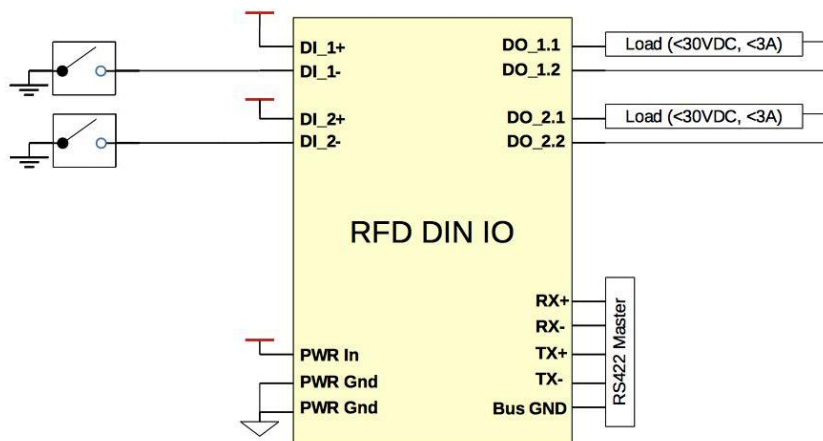 DI_1+
DI_1-
DI_2+
DI_2-
DO_1.1
Load (<30VDC, <3A)
DO_1.2
DO_2.1
Load (<30VDC, <3A)
DO_2.2
RFD DIN IO
PWR In
PWR Gnd
PWR Gnd
RX+
RX-
TX+
TX-
Bus GND
RS422 Master